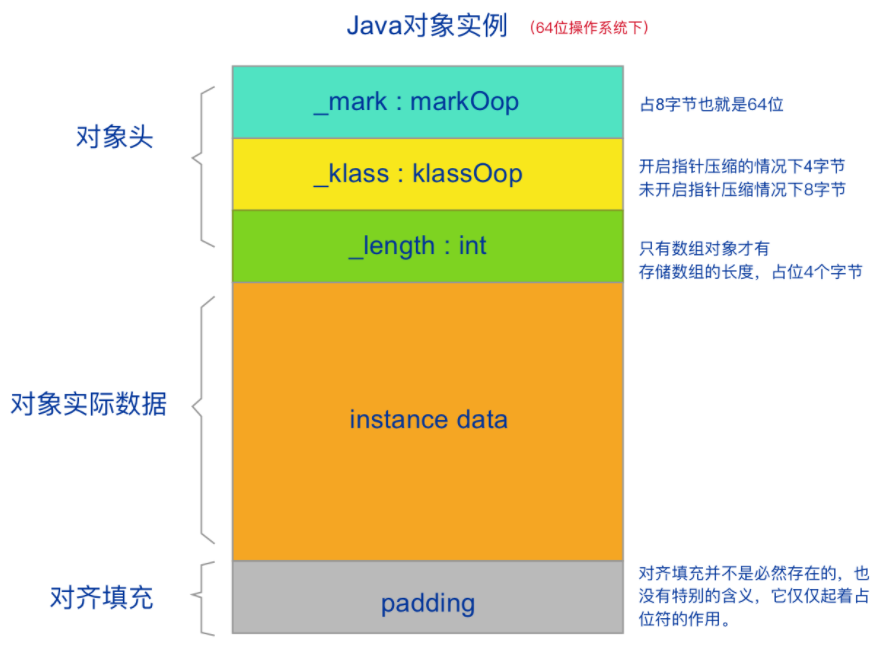 Java对象实例 （64位操作系统下）
对象头
_mark : markOop
占8字节也就是64位
_klass : klassOop
开启指针压缩的情况下4字节
未开启指针压缩情况下8字节
_length : int
只有数组对象才有
存储数组的长度，占位4个字节
对象实际数据
instance data
对齐填充
padding
对齐填充并不是必然存在的，也
没有特别的含义，它仅仅起着占
位符的作用。